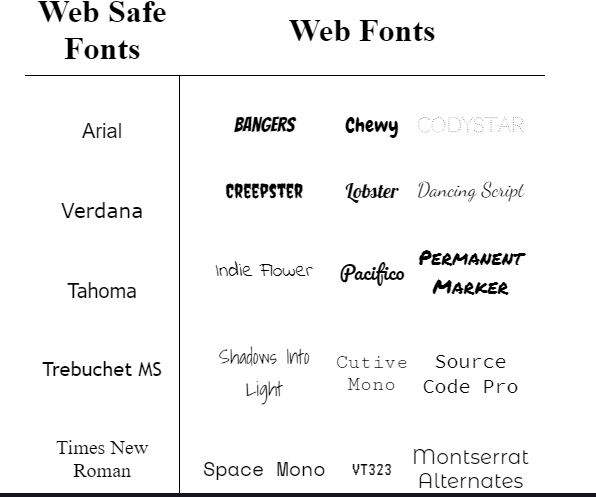 Web Safe
Fonts
Web Fonts
Arial
BANGERS
Chewy
CODYSTAR
Verdana
CREEPSTER
Lobster
Dancing Script
Tahoma
Indie Flower
Pacifico
PERMANENT
MARKER
Trebuchet MS
Shadows Into
Light
Cutive
Mono
Source
Code Pro
Times New
Roman
Space Mono
VT323
Montserrat
Alternates